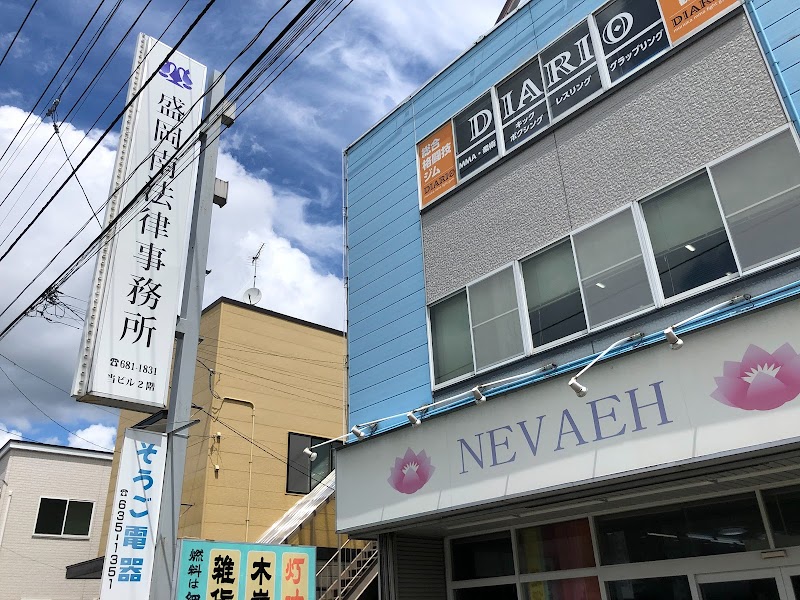 盛岡南法律事務所
☎681-1831
当ビル2階
そうご電器
☎635-1351
総合
格闘技
ジム
DIARIO
DIARIO
MMA・柔術
キック
ボクシング
レスリング
グラップリング
DIARIO
NEVAEH
燃料は
雑
木炭
灯